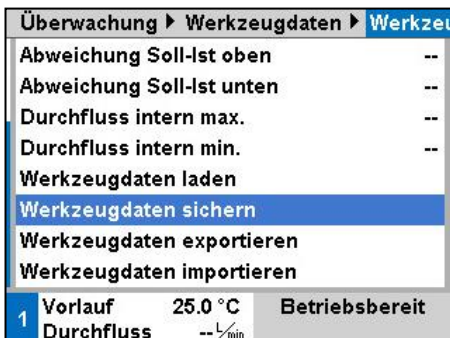 Überwachung ▶ Werkzeugdaten ▶ Werkzeu
Abweichung Soll-Ist oben --
Abweichung Soll-Ist unten --
Durchfluss intern max. --
Durchfluss intern min. --
Werkzeugdaten laden
Werkzeugdaten sichern
Werkzeugdaten exportieren
Werkzeugdaten importieren
1 Vorlauf 25.0 °C Betriebsbereit
Durchfluss -- L/min